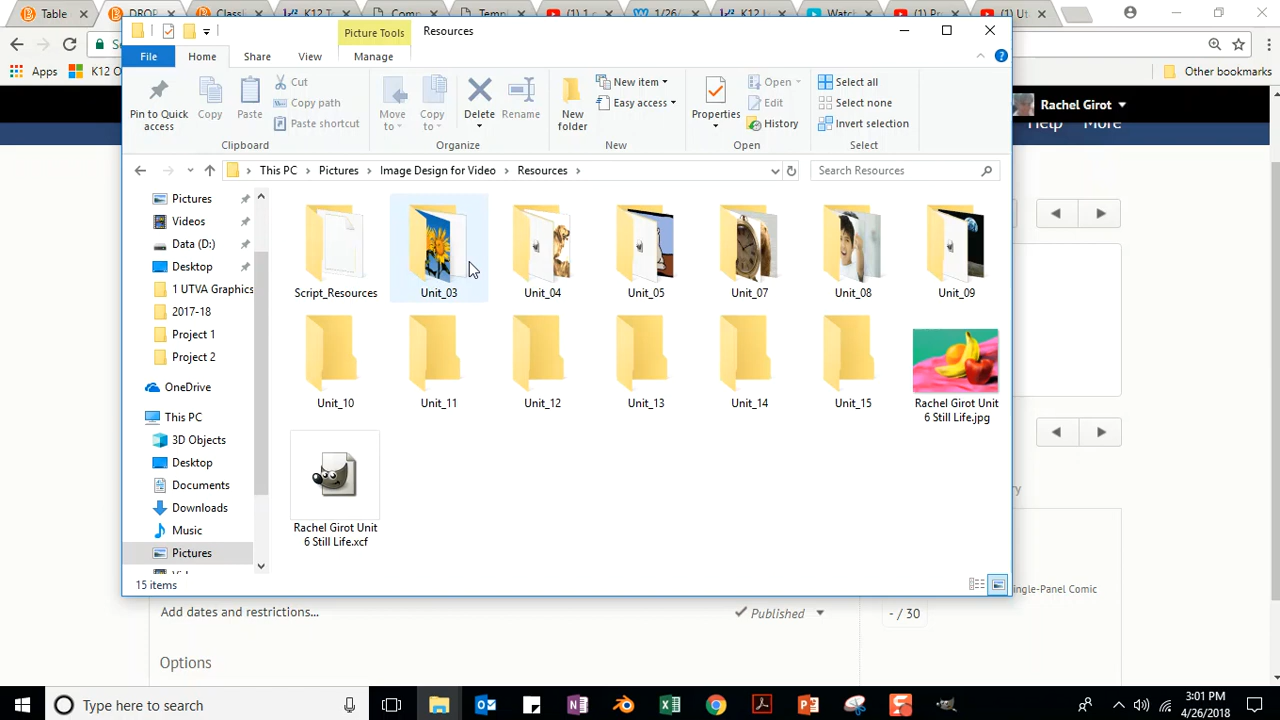 Table
DROP
Classl
K12 T
Comp
Templ
(1) C
1/26/
K12 L
Watch
(1) Pr
(1) Ut
Picture Tools
Resources
File
Home
Share
View
Manage
Pin to Quick access
Copy
Paste
Cut
Copy path
Paste shortcut
Clipboard
Move to
Copy to
Delete
Rename
Organize
New folder
New item
Easy access
New
Properties
Open
Edit
History
Open
Select all
Select none
Invert selection
Select
Apps
K12 O
Other bookmarks
Rachel Girot
Help
More
This PC
Pictures
Image Design for Video
Resources
Search Resources
Pictures
Videos
Data (D:)
Desktop
1 UTVA Graphics
2017-18
Project 1
Project 2
OneDrive
This PC
3D Objects
Desktop
Documents
Downloads
Music
Pictures
Script_Resources
Unit_03
Unit_04
Unit_05
Unit_07
Unit_08
Unit_09
Unit_10
Unit_11
Unit_12
Unit_13
Unit_14
Unit_15
Rachel Girot Unit
6 Still Life.jpg
Rachel Girot Unit
6 Still Life.xcf
15 items
ry
ingle-Panel Comic
Add dates and restrictions...
Published
- / 30
Options
Type here to search
3:01 PM
4/26/2018